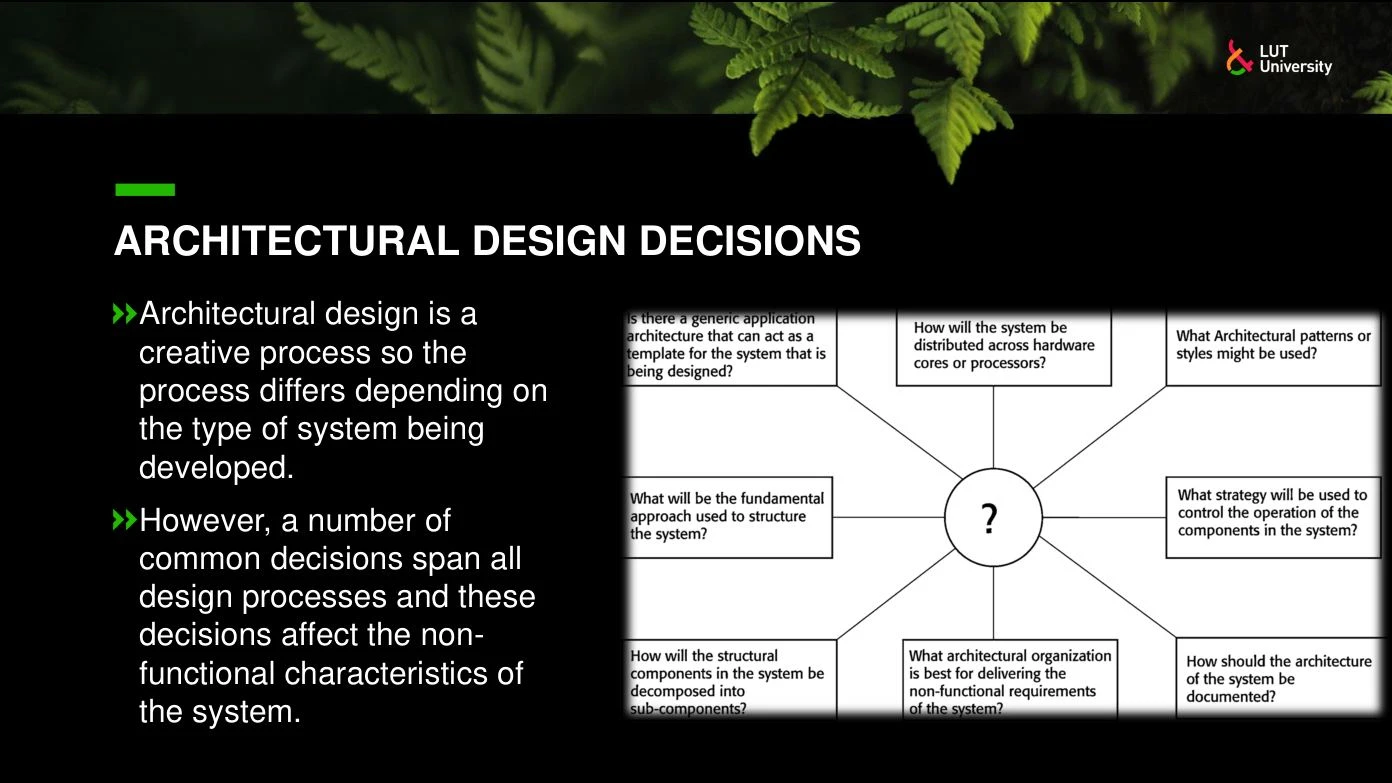 LUT
University
ARCHITECTURAL DESIGN DECISIONS
Architectural design is a
creative process so the
process differs depending on
the type of system being
developed.
However, a number of
common decisions span all
design processes and these
decisions affect the non-
functional characteristics of
the system.
Is there a generic application
architecture that can act as a
template for the system that is
being designed?
How will the system be
distributed across hardware
cores or processors?
What Architectural patterns or
styles might be used?
What will be the fundamental
approach used to structure
the system?
?
What strategy will be used to
control the operation of the
components in the system?
How will the structural
components in the system be
decomposed into
sub-components?
What architectural organization
is best for delivering the
non-functional requirements
of the system?
How should the architecture
of the system be
documented?